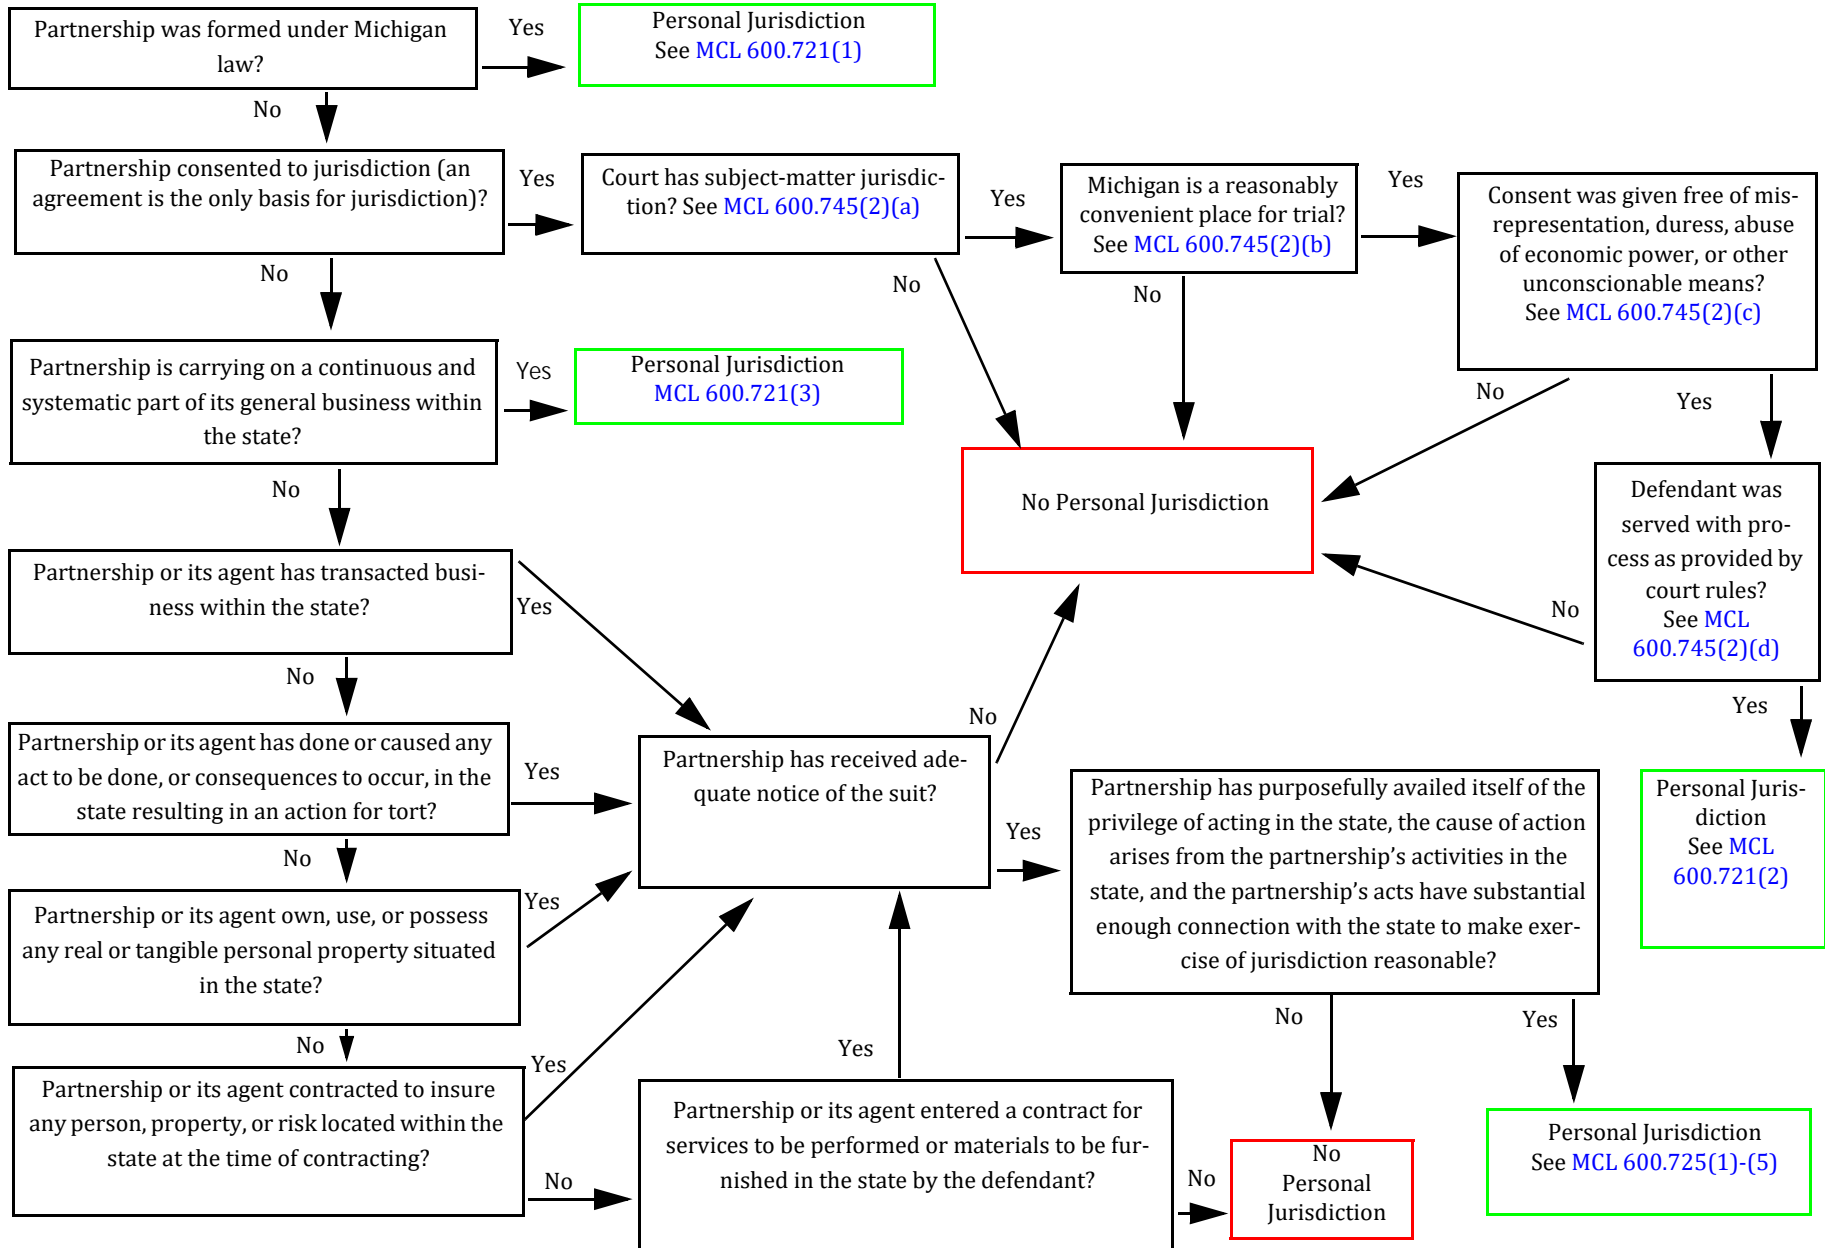 Partnership was formed under Michigan
law?
Yes
Personal Jurisdiction
See MCL 600.721(1)
No
Partnership consented to jurisdiction (an
agreement is the only basis for jurisdiction)?
Yes
Court has subject-matter jurisdic-
tion? See MCL 600.745(2)(a)
Yes
Michigan is a reasonably
convenient place for trial?
See MCL 600.745(2)(b)
Yes
Consent was given free of mis-
representation, duress, abuse
of economic power, or other
unconscionable means?
See MCL 600.745(2)(c)
No
No
No
No
Yes
Partnership is carrying on a continuous and
systematic part of its general business within
the state?
Yes
Personal Jurisdiction
MCL 600.721(3)
No Personal Jurisdiction
Defendant was
served with pro-
cess as provided by
court rules?
See MCL
600.745(2)(d)
No
Yes
Personal Juris-
diction
See MCL
600.721(2)
No
Partnership or its agent has transacted busi-
ness within the state?
Yes
No
Partnership or its agent has done or caused any
act to be done, or consequences to occur, in the
state resulting in an action for tort?
Yes
Partnership has received ade-
quate notice of the suit?
No
Yes
Partnership has purposefully availed itself of the
privilege of acting in the state, the cause of action
arises from the partnership’s activities in the
state, and the partnership’s acts have substantial
enough connection with the state to make exer-
cise of jurisdiction reasonable?
No
Yes
No
Partnership or its agent own, use, or possess
any real or tangible personal property situated
in the state?
Yes
No
Partnership or its agent contracted to insure
any person, property, or risk located within the
state at the time of contracting?
Yes
No
Yes
Partnership or its agent entered a contract for
services to be performed or materials to be fur-
nished in the state by the defendant?
No
No
Personal
Jurisdiction
Personal Jurisdiction
See MCL 600.725(1)-(5)